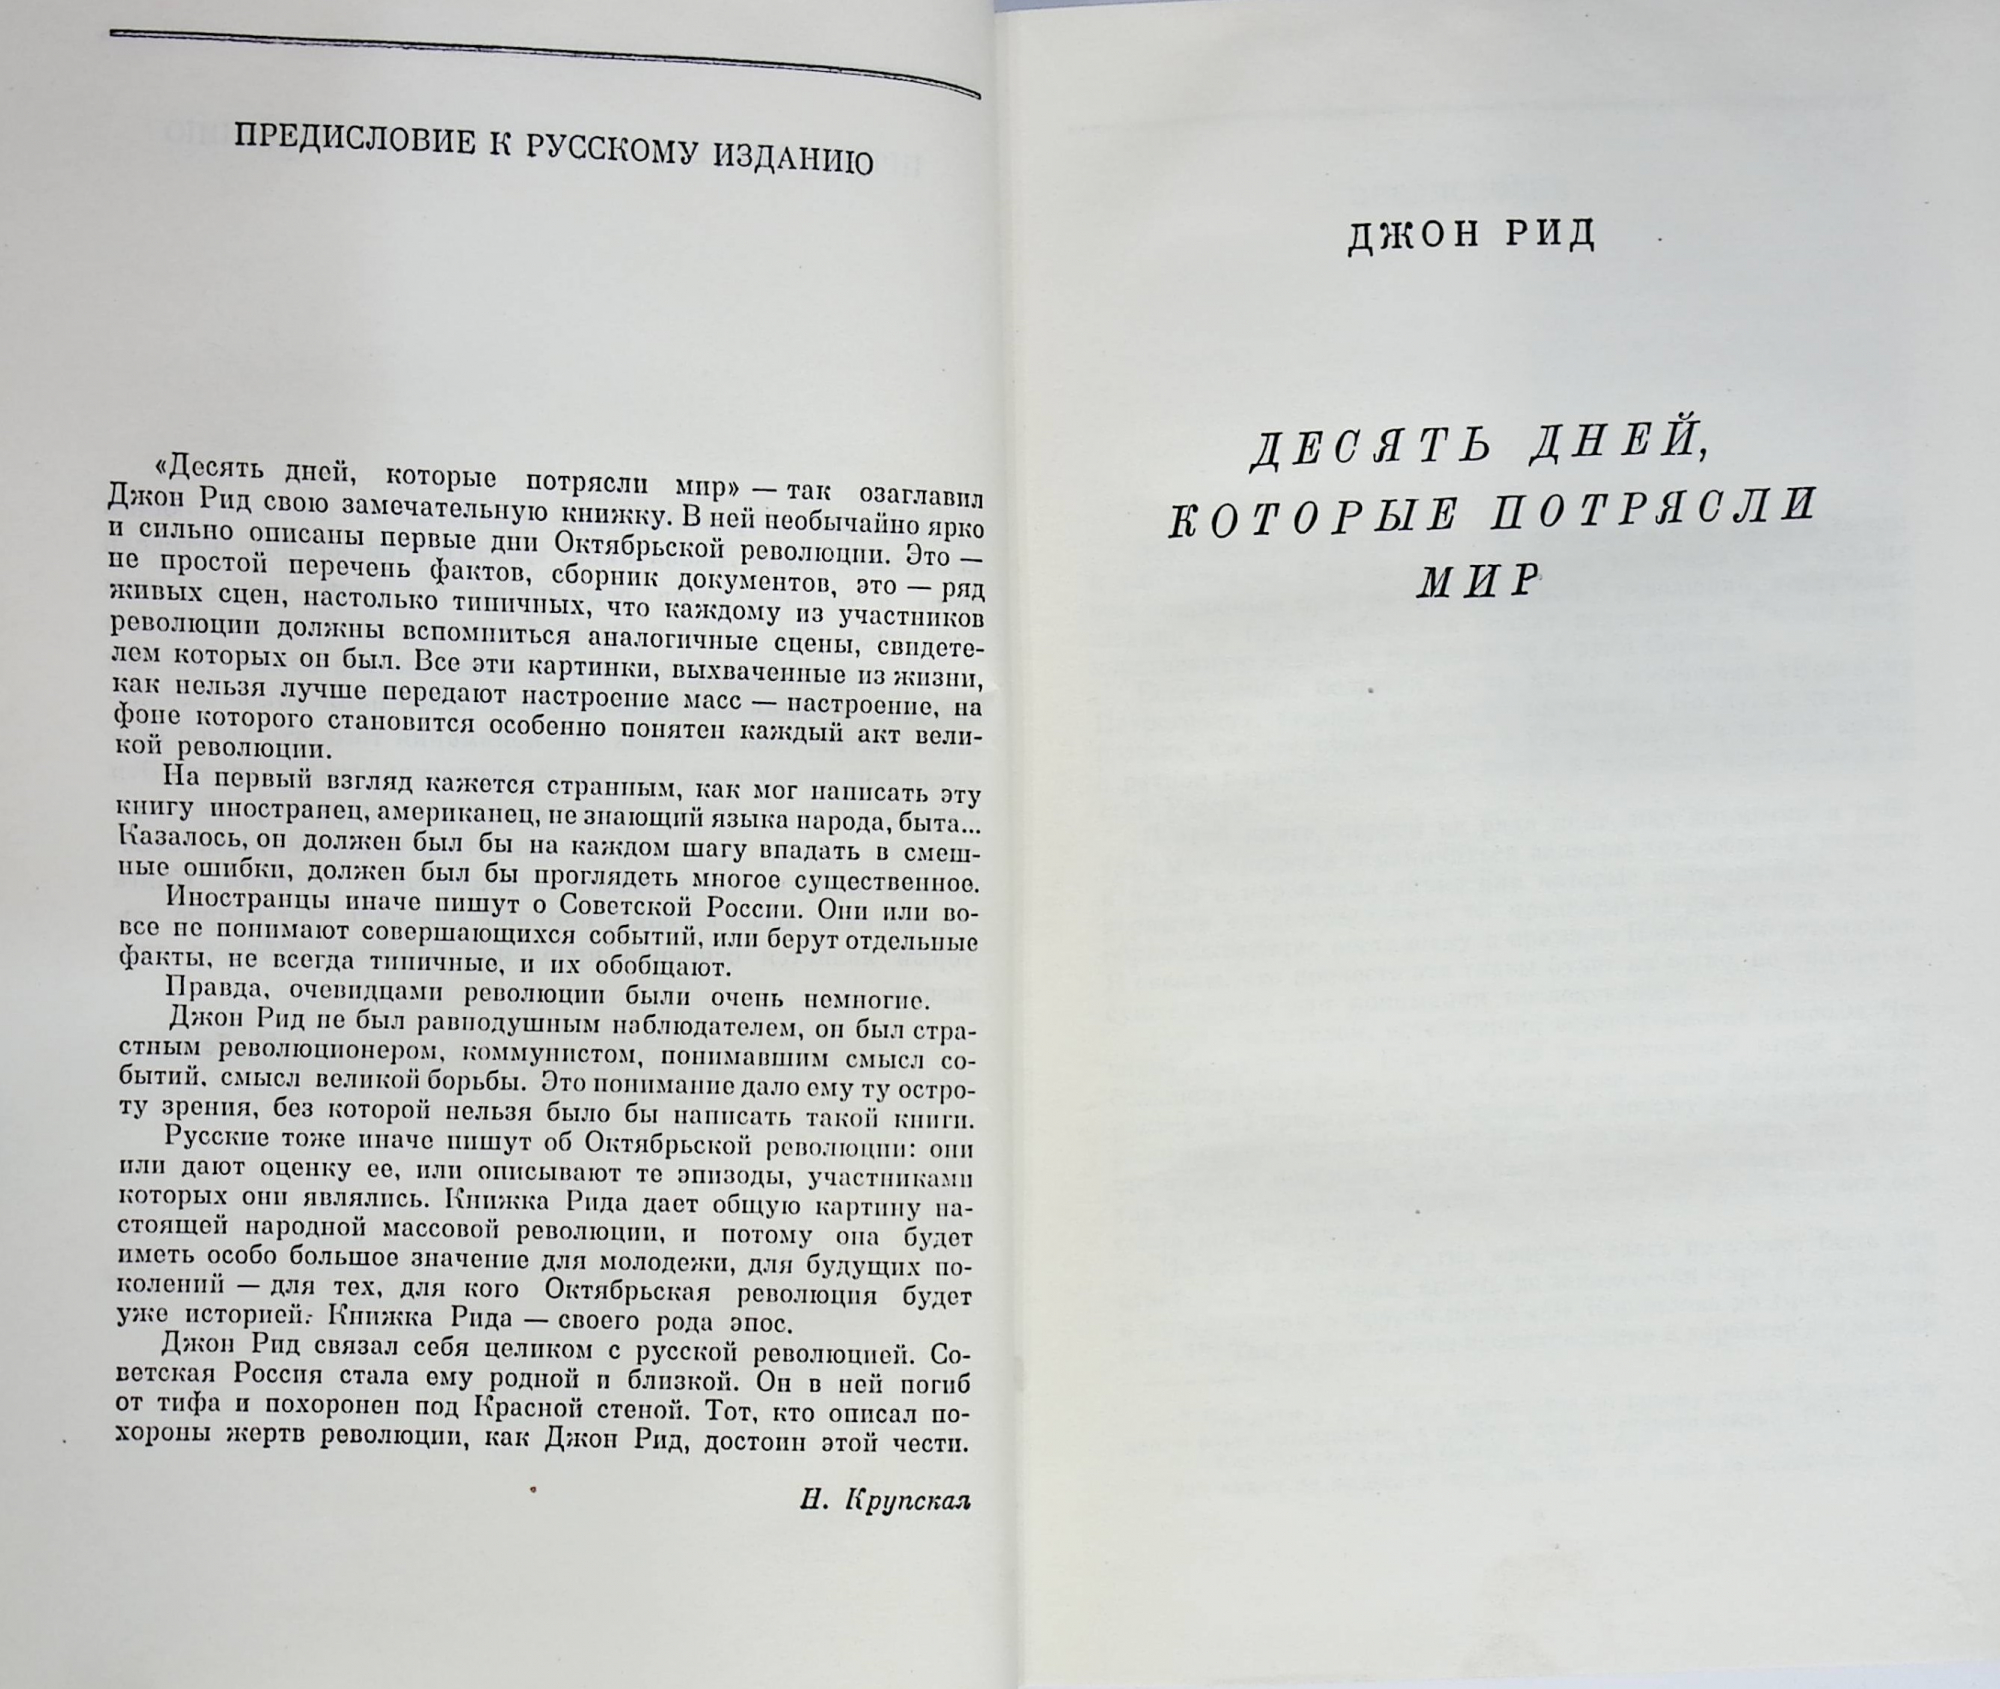 ПРЕДИСЛОВИЕ К РУССКОМУ ИЗДАНИЮ
«Десять дней, которые потрясли мир» — так озаглавил
Джон Рид свою замечательную книжку. В ней необычайно ярко
и сильно описаны первые дни Октябрьской революции. Это —
не простой перечень фактов, сборник документов, это — ряд
живых сцен, настолько типичных, что каждому из участников
революции должны вспомниться аналогичные сцены, свидете-
лем которых он был. Все эти картинки, выхваченные из жизни,
как нельзя лучше передают настроение масс — настроение, на
фоне которого становится особенно понятен каждый акт вели-
кой революции.
На первый взгляд кажется странным, как мог написать эту
книгу иностранец, американец, не знающий языка народа, быта...
Казалось, он должен был бы на каждом шагу впадать в смеш-
ные ошибки, должен был бы проглядеть многое существенное.
Иностранцы иначе пишут о Советской России. Они или во-
все не понимают совершающихся событий, или берут отдельные
факты, не всегда типичные, и их обобщают.
Правда, очевидцами революции были очень немногие.
Джон Рид не был равнодушным наблюдателем, он был стра-
стным революционером, коммунистом, понимавшим смысл со-
бытий, смысл великой борьбы. Это понимание дало ему ту остро-
ту зрения, без которой нельзя было бы написать такой книги.
Русские тоже иначе пишут об Октябрьской революции: они
или дают оценку ее, или описывают те эпизоды, участниками
которых они являлись. Книжка Рида дает общую картину на-
стоящей народной массовой революции, и потому она будет
иметь особо большое значение для молодежи, для будущих по-
колений — для тех, для кого Октябрьская революция будет
уже историей. Книжка Рида — своего рода эпос.
Джон Рид связал себя целиком с русской революцией. Со-
ветская Россия стала ему родной и близкой. Он в ней погиб
от тифа и похоронен под Красной стеной. Тот, кто описал по-
хороны жертв революции, как Джон Рид, достоин этой чести.
Н. Крупская
ДЖОН РИД
ДЕСЯТЬ ДНЕЙ,
КОТОРЫЕ ПОТРЯСЛИ
МИР